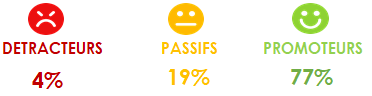 DETRACTEURS PASSIFS PROMOTEURS
4% 19% 77%